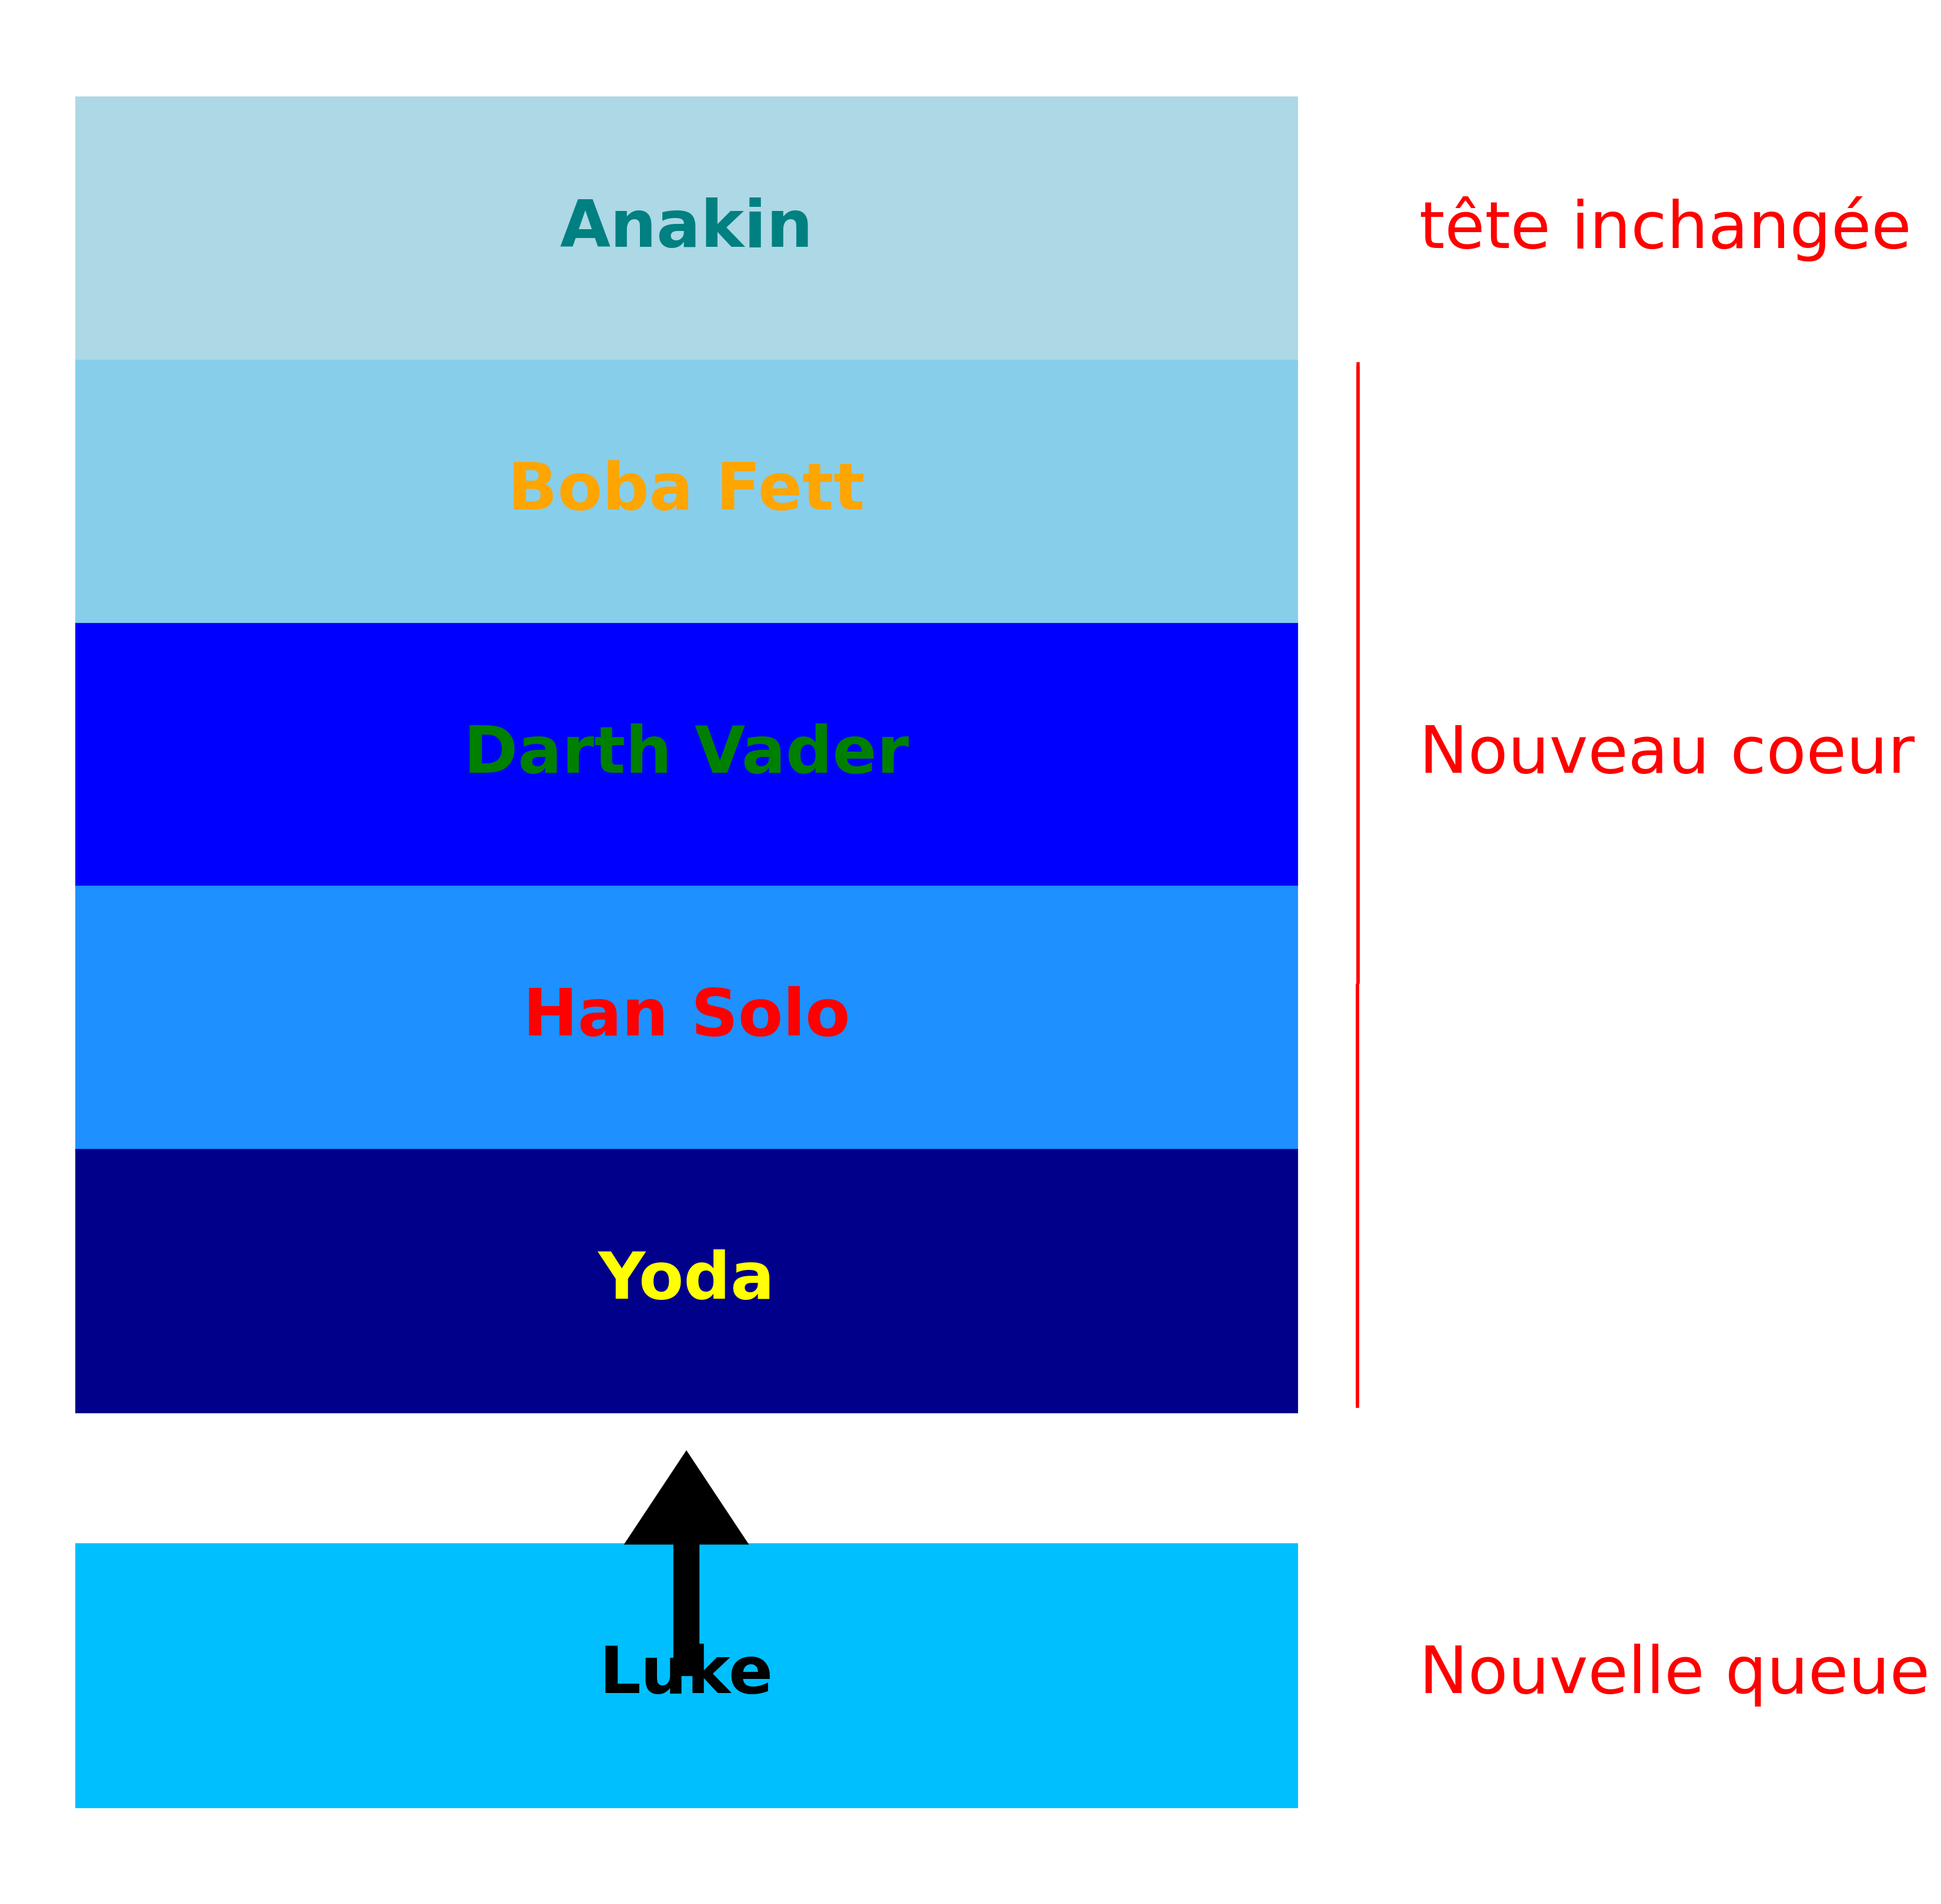 Anakin
tête inchangée
Boba Fett
Darth Vader
Nouveau coeur
Han Solo
Yoda
Luke
Nouvelle queue